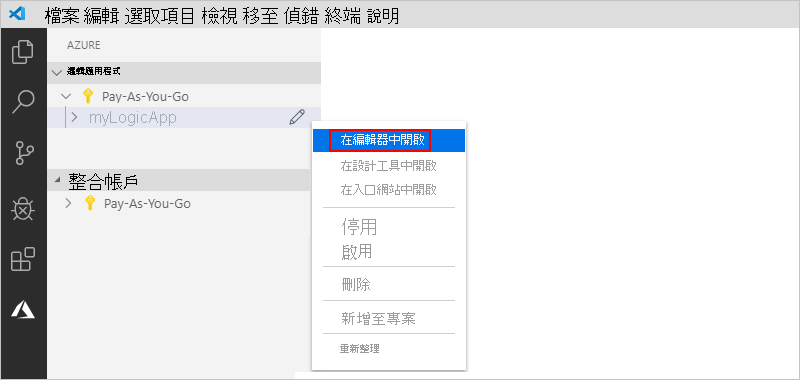 檔案 編輯 選取項目 檢視 移至 偵錯 終端 說明
AZURE
邏輯應用程式
Pay-As-You-Go
myLogicApp
整合帳戶
Pay-As-You-Go
在編輯器中開啟
在設計工具中開啟
在入口網站中開啟
停用
啟用
刪除
新增至專案
重新整理